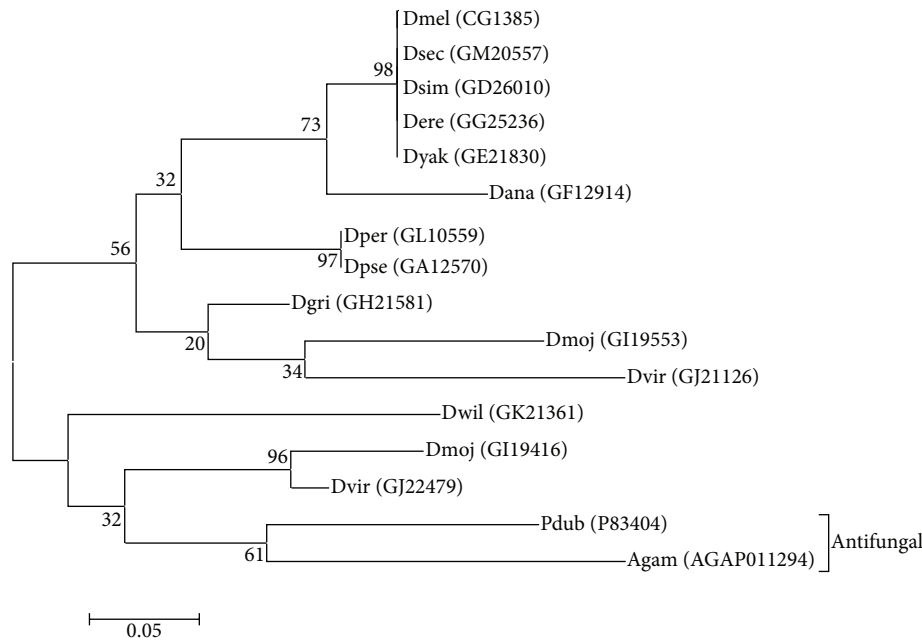 Dmel (CG1385)
Dsec (GM20557)
98
Dsim (GD26010)
73
Dere (GG25236)
Dyak (GE21830)
32
Dana (GF12914)
Dper (GL10559)
56
97
Dpse (GA12570)
Dgri (GH21581)
20
Dmoj (GI19553)
34
Dvir (GJ21126)
Dwil (GK21361)
Dmoj (GI19416)
96
Dvir (GJ22479)
32
Pdub (P83404)
Antifungal
61
Agam (AGAP011294)
0.05